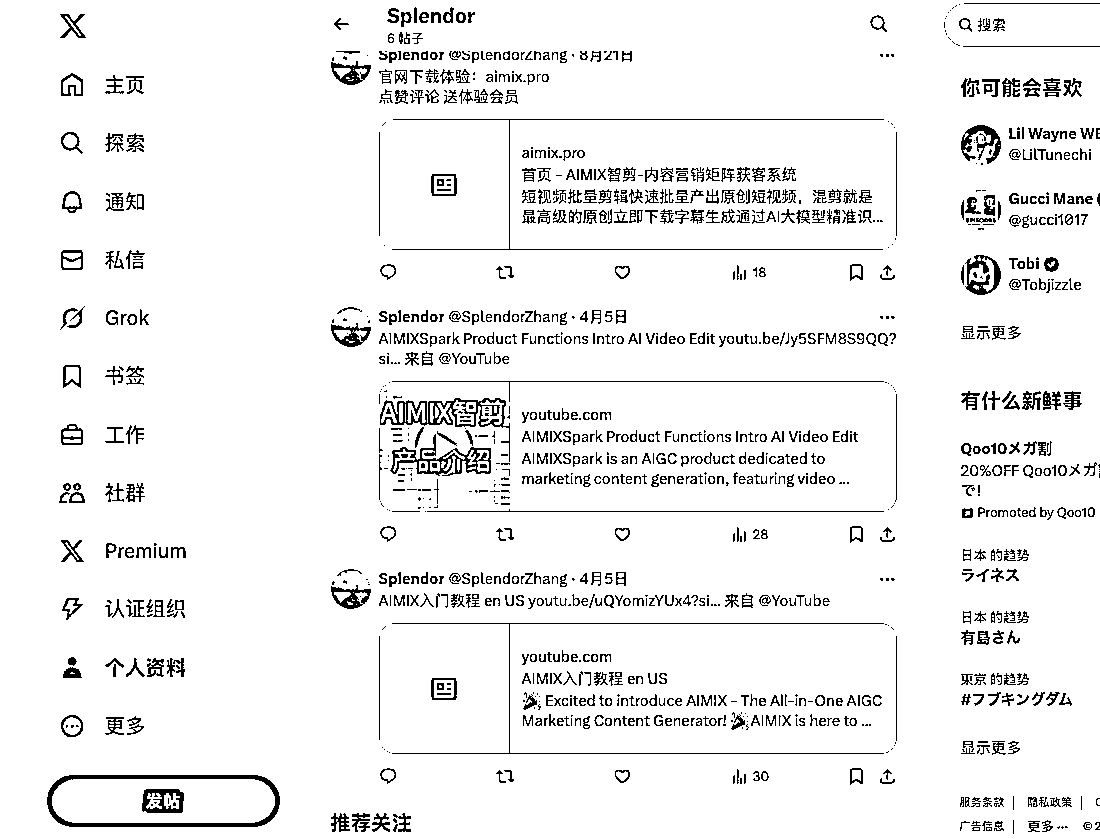 主页
探索
通知
私信
Grok
书签
工作
社群
Premium
认证组织
个人资料
更多
发帖
Splendor
6 帖子
Splendor @SplendorZhang · 8月21日
官网下载体验：aimix.pro
点赞评论 送体验会员
aimix.pro
首页 - AIMIX智剪-内容营销矩阵获客系统
短视频批量剪辑快速批量产出原创短视频，混剪就是
最高级的原创立即下载字幕生成通过AI大模型精准识...
18
Splendor @SplendorZhang · 4月5日
AIMIXSpark Product Functions Intro AI Video Edit youtu.be/Jy5SFM8S9QQ?
si... 来自 @YouTube
AIMIX智剪
产品介绍
youtube.com
AIMIXSpark Product Functions Intro AI Video Edit
AIMIXSpark is an AIGC product dedicated to
marketing content generation, featuring video ...
28
Splendor @SplendorZhang · 4月5日
AIMIX入门教程 en US youtu.be/uQYomizYUx4?si... 来自 @YouTube
youtube.com
AIMIX入门教程 en US
🎉 Excited to introduce AIMIX – The All-in-One AIGC
Marketing Content Generator! 🎉 AIMIX is here to ...
30
推荐关注
搜索
你可能会喜欢
Lil Wayne WE
@LilTunechi
Gucci Mane (
@gucci1017
Tobi
@Tobjizzle
显示更多
有什么新鲜事
Qoo10メガ割
20%OFF Qoo10メガ
で!
Promoted by Qoo10
日本 的趋势
ライネス
日本 的趋势
有島さん
東京 的趋势
#フブキングダム
显示更多
服务条款 | 隐私政策 |
广告信息 | 更多 ··· © 2